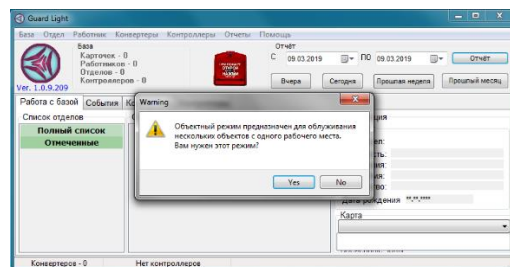 Guard Light
База Отдел Работник Конвертеры Контроллеры Отчеты Помощь
База
Карточек - 0
Работников - 0
Отделов - 0
Контроллеров - 0
Ver. 1.0.9.209
Отчёт
С 09.03.2019 ПО 09.03.2019 Отчёт
Вчера Сегодня Прошлая неделя Прошлый месяц
Работа с базой События
Список отделов
Полный список
Отмеченные
Warning
Объектный режим предназначен для облуживания
нескольких объектов с одного рабочего места.
Вам нужен этот режим?
Yes No
Дата рождения **.**.****
Карта
Конвертеров - 0 Нет контроллеров